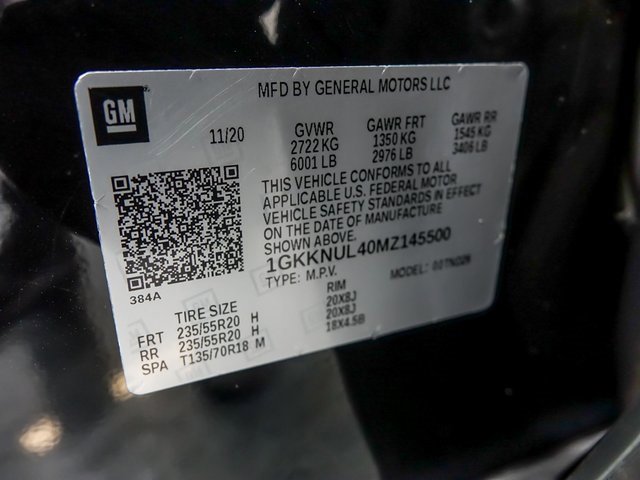 MFD BY GENERAL MOTORS LLC
GM
11/20
GVWR
2722 KG
6001 LB
GAWR FRT
1350 KG
2976 LB
GAWR RR
1545 KG
3406 LB
THIS VEHICLE CONFORMS TO ALL
APPLICABLE U.S. FEDERAL MOTOR
VEHICLE SAFETY STANDARDS IN EFFECT
ON THE DATE OF MANUFACTURE
SHOWN ABOVE.
1GKKNUL40MZ145500
TYPE: M.P.V. MODEL:
384A
TIRE SIZE RIM
FRT 235/55R20 H 20X8J
RR 235/55R20 H 20X8J
SPA T135/70R18 M 18X4.5B